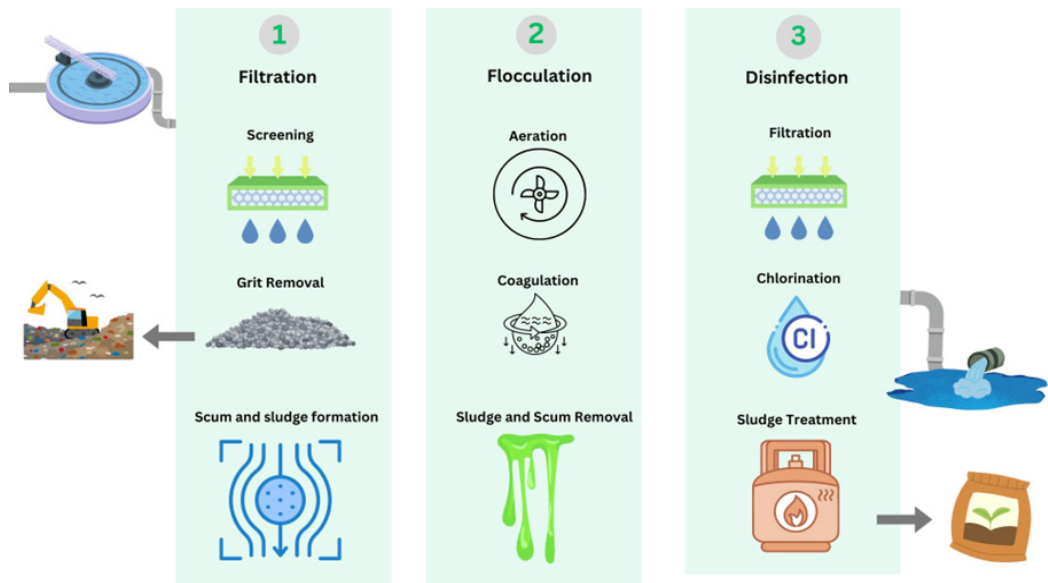 1
Filtration
Screening
Grit Removal
Scum and sludge formation
2
Flocculation
Aeration
Coagulation
Sludge and Scum Removal
3
Disinfection
Filtration
Chlorination
Cl
Sludge Treatment